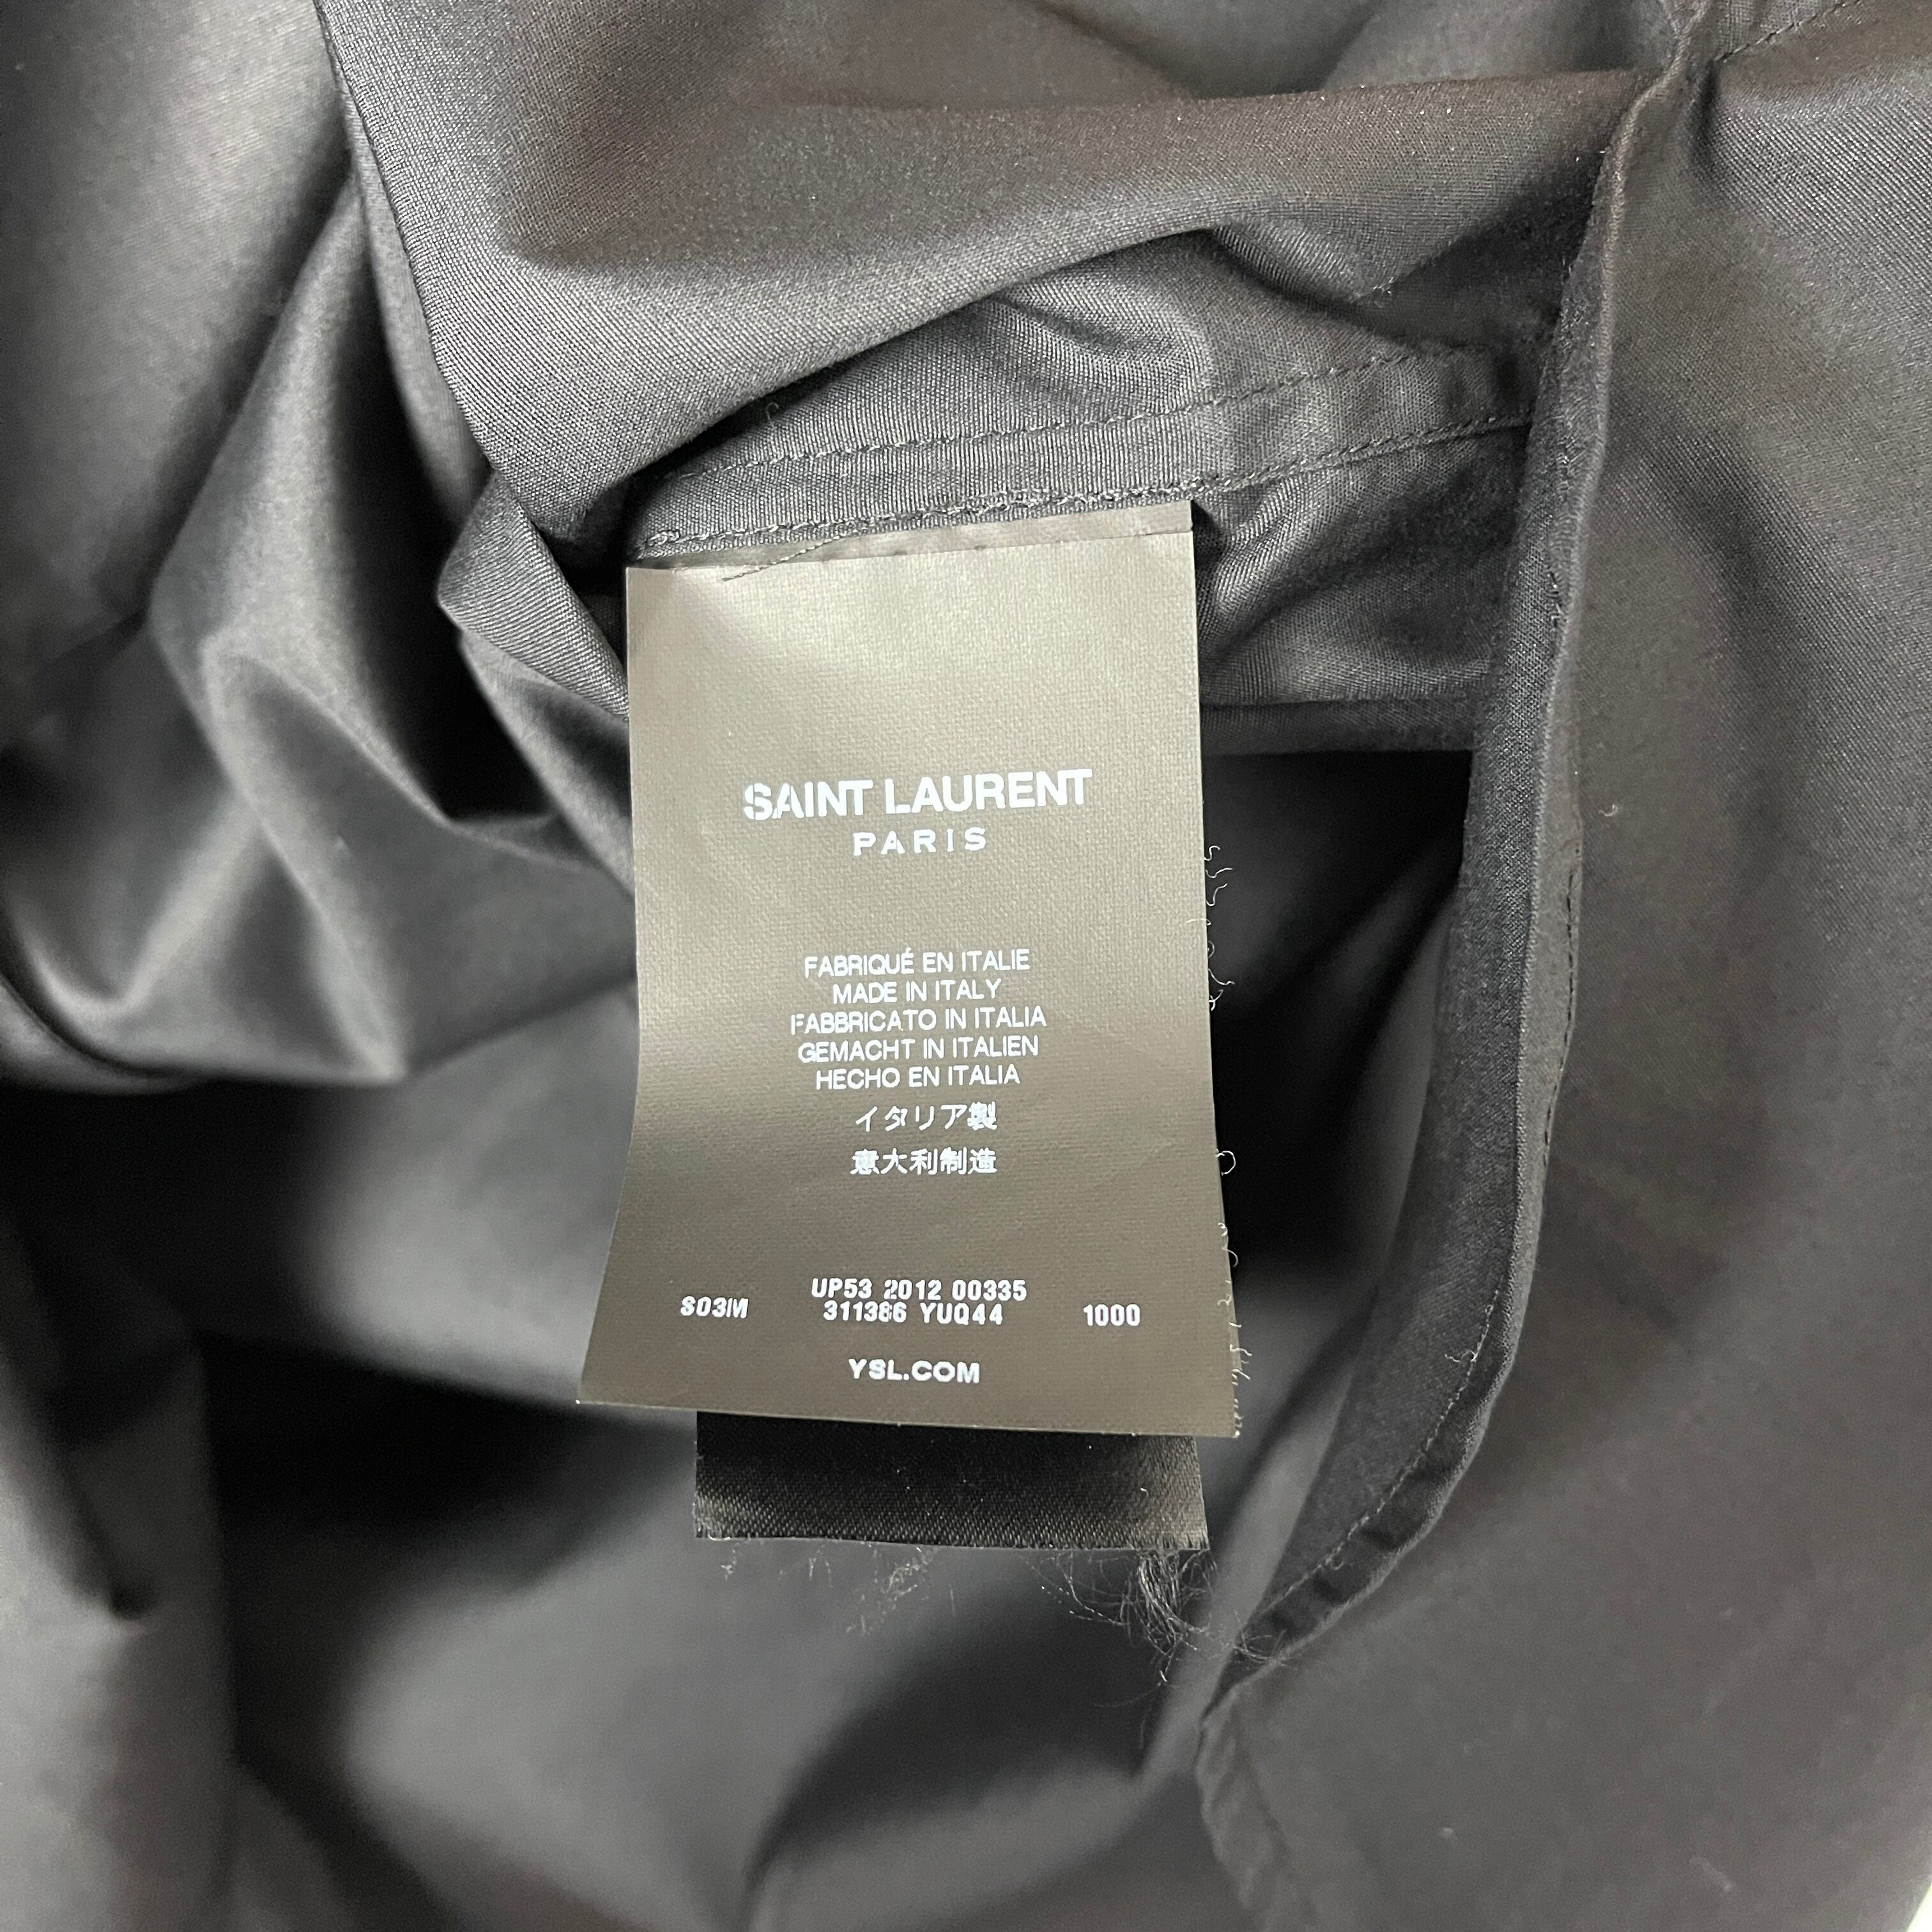 SAINT LAURENT
PARIS
FABRIQUÉ EN ITALIE
MADE IN ITALY
FABBRICATO IN ITALIA
GEMACHT IN ITALIEN
HECHO EN ITALIA
イタリア製
意大利制造
UP53 2012 00335
S03M 311386 YUQ44 1000
YSL.COM